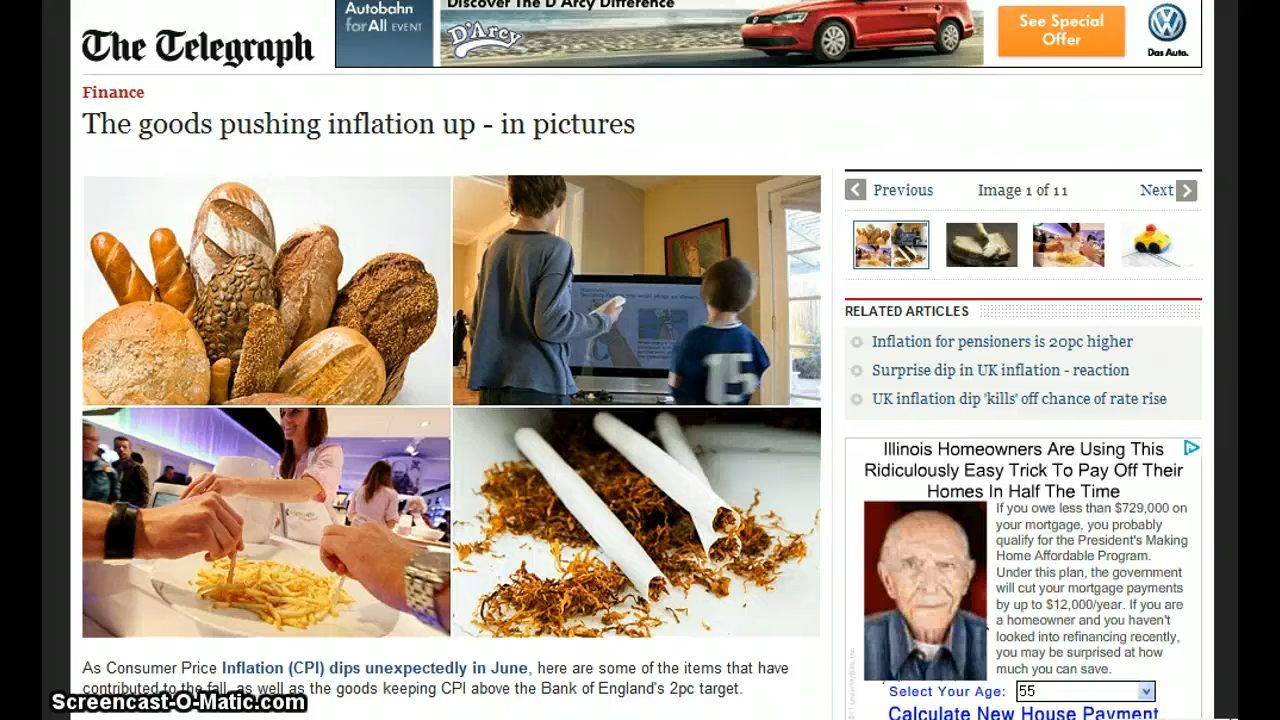 Autobahn
for All EVENT
Discover The D'Arcy Difference
D'Arcy
See Special
Offer
Das Auto.
The Telegraph
Finance
The goods pushing inflation up - in pictures
Previous
Image 1 of 11
Next
15
RELATED ARTICLES
Inflation for pensioners is 20pc higher
Surprise dip in UK inflation - reaction
UK inflation dip 'kills' off chance of rate rise
Illinois Homeowners Are Using This
Ridiculously Easy Trick To Pay Off Their
Homes In Half The Time
If you owe less than $729,000 on
your mortgage, you probably
qualify for the President's Making
Home Affordable Program.
Under this plan, the government
will cut your mortgage payments
by up to $12,000/year. If you are
a homeowner and you haven't
looked into refinancing recently,
you may be surprised at how
much you can save.
Select Your Age: 55
Calculate New House Payment
As Consumer Price Inflation (CPI) dips unexpectedly in June, here are some of the items that have
contributed to the fall, as well as the goods keeping CPI above the Bank of England's 2pc target.
Screencast-O-Matic.com